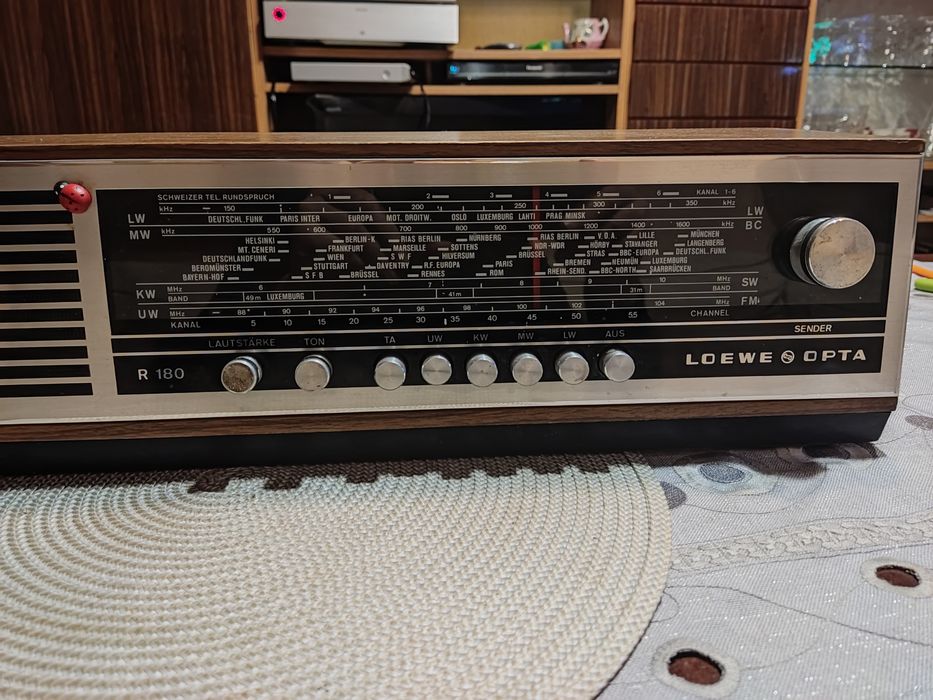 SCHWEIZER TEL. RUNDSPRUCH 1 2 3 4 5 6 KANAL 1-6
kHz 150 200 250 300 350 kHz
LW DEUTSCHL.FUNK PARIS INTER EUROPA MOT. DROITW. OSLO LUXEMBURG LAHTI PRAG MINSK LW
MW kHz 550 600 700 800 900 1000 1200 1400 1600 kHz BC
HELSINKI BERLIN-K RIAS BERLIN NÜRNBERG RIAS BERLIN V.O.A. LILLE MÜNCHEN
MT. CENERI FRANKFURT MARSEILLE SOTTENS NDR-WDR HÖRBY STAVANGER LANGENBERG
DEUTSCHLANDFUNK WIEN S W F HILVERSUM BRÜSSEL STRAS BBC-EUROPA DEUTSCHL.FUNK
BEROMÜNSTER STUTTGART DAVENTRY R.F. EUROPA PARIS BREMEN NEUMÜN LUXEMBURG
BAYERN-HOF S F B BRÜSSEL RENNES ROM RHEIN-SEND. BBC-NORTH SAARBRÜCKEN
KW MHz 6 7 8 9 10 MHz SW
BAND 49m LUXEMBURG 41m 31m BAND
UW MHz 88 90 92 94 96 98 100 102 104 MHz FM
KANAL 5 10 15 20 25 30 35 40 45 50 55 CHANNEL
SENDER
LAUTSTÄRKE TON TA UW KW MW LW AUS
LOEWE OPTA
R 180